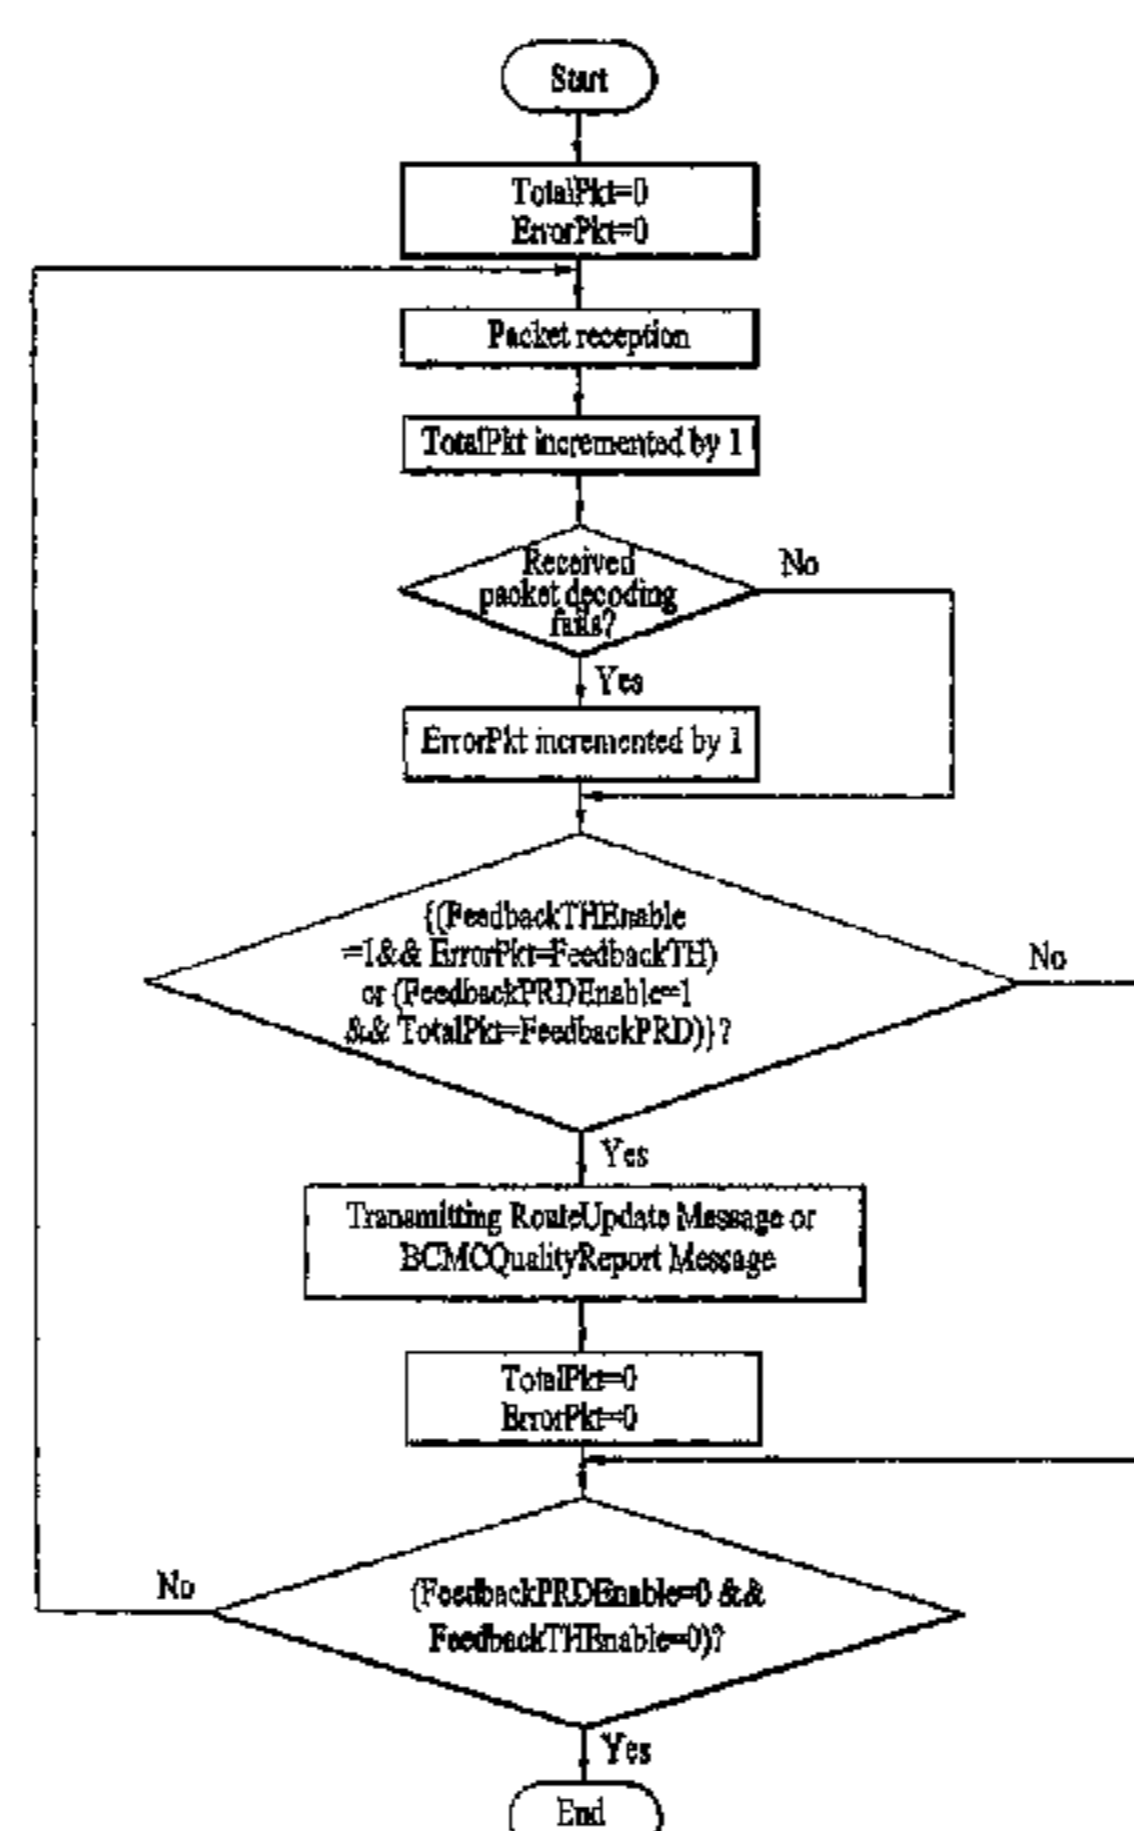 Start
TotalPkt=0
ErrorPkt=0
Packet reception
TotalPkt incremented by 1
Received
packet decoding
fails?
No
Yes
ErrorPkt incremented by 1
{(FeedbackTHEnable
=1&& ErrorPkt=FeedbackTH)
or (FeedbackPRDEnable=1
&& TotalPkt=FeedbackPRD)}?
No
Yes
Transmitting RouteUpdate Message or
BCMCQualityReport Message
TotalPkt=0
ErrorPkt=0
No
(FeedbackPRDEnable=0 &&
FeedbackTHEnable=0)?
Yes
End